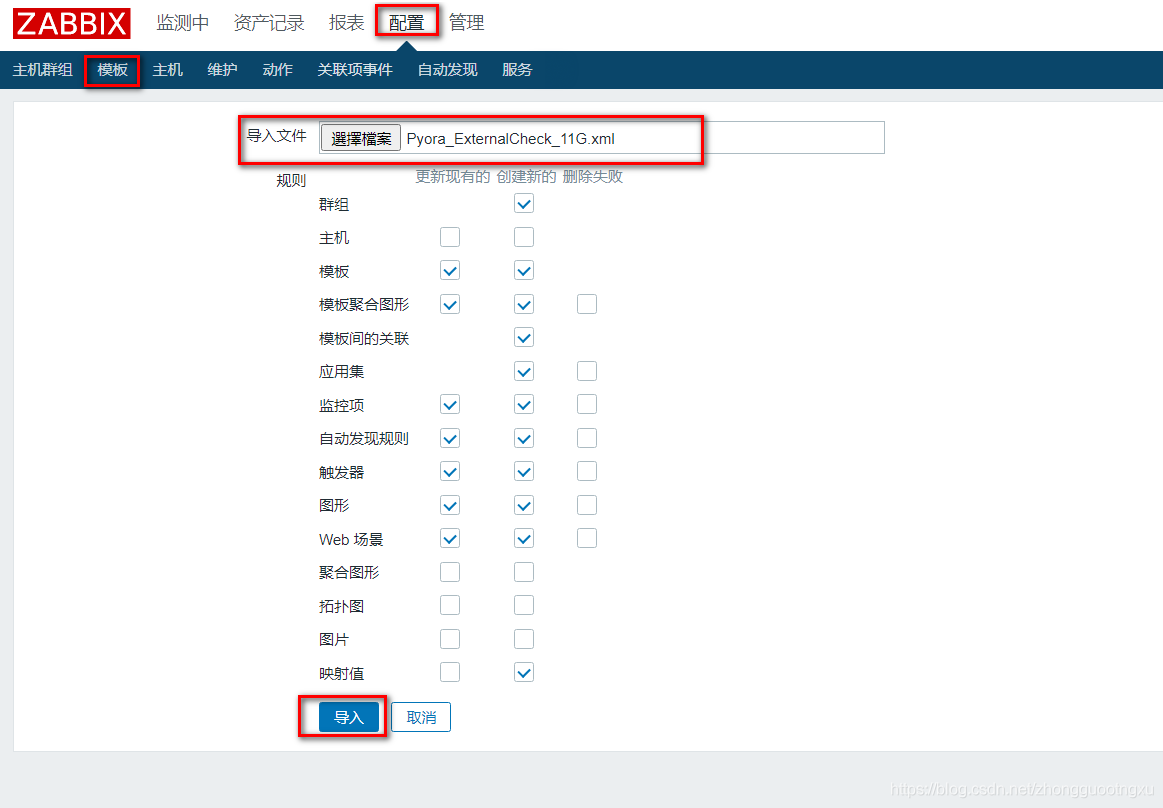 ZABBIX 监测中 资产记录 报表 配置 管理
主机群组 模板 主机 维护 动作 关联项事件 自动发现 服务
导入文件 選擇檔案 Pyora_ExternalCheck_11G.xml
规则 更新现有的 创建新的 删除失败
群组
主机
模板
模板聚合图形
模板间的关联
应用集
监控项
自动发现规则
触发器
图形
Web 场景
聚合图形
拓扑图
图片
映射值
导入 取消